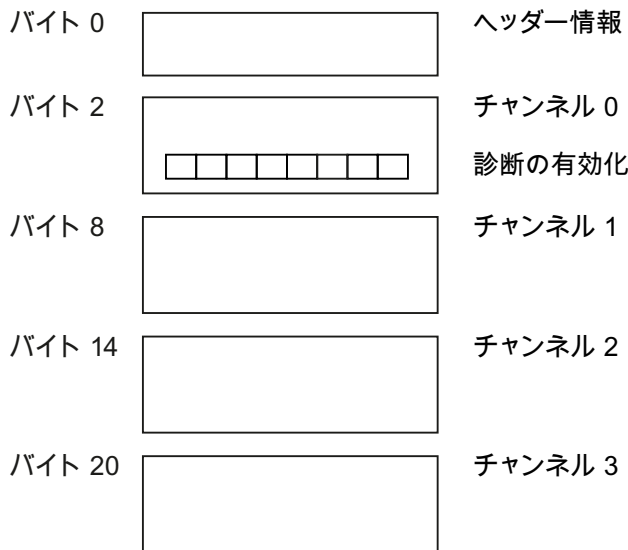 バイト 0 ヘッダー情報
バイト 2 チャンネル 0
診断の有効化
バイト 8 チャンネル 1
バイト 14 チャンネル 2
バイト 20 チャンネル 3